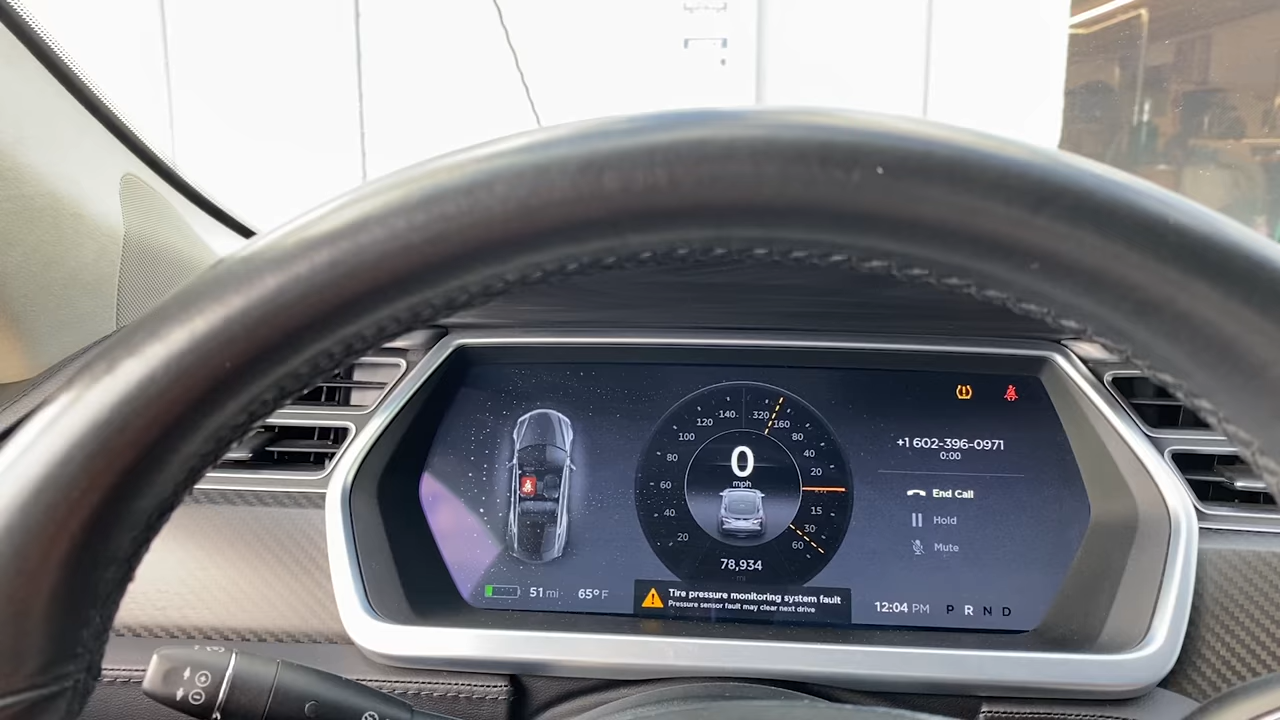 120
140
320
160
100
80
80
40
20
60
15
40
30
20
60
0
mph
78,934
mi
+1 602-396-0971
0:00
End Call
Hold
Mute
51 mi
65° F
Tire pressure monitoring system fault
Pressure sensor fault may clear next drive
12:04 PM
P R N D